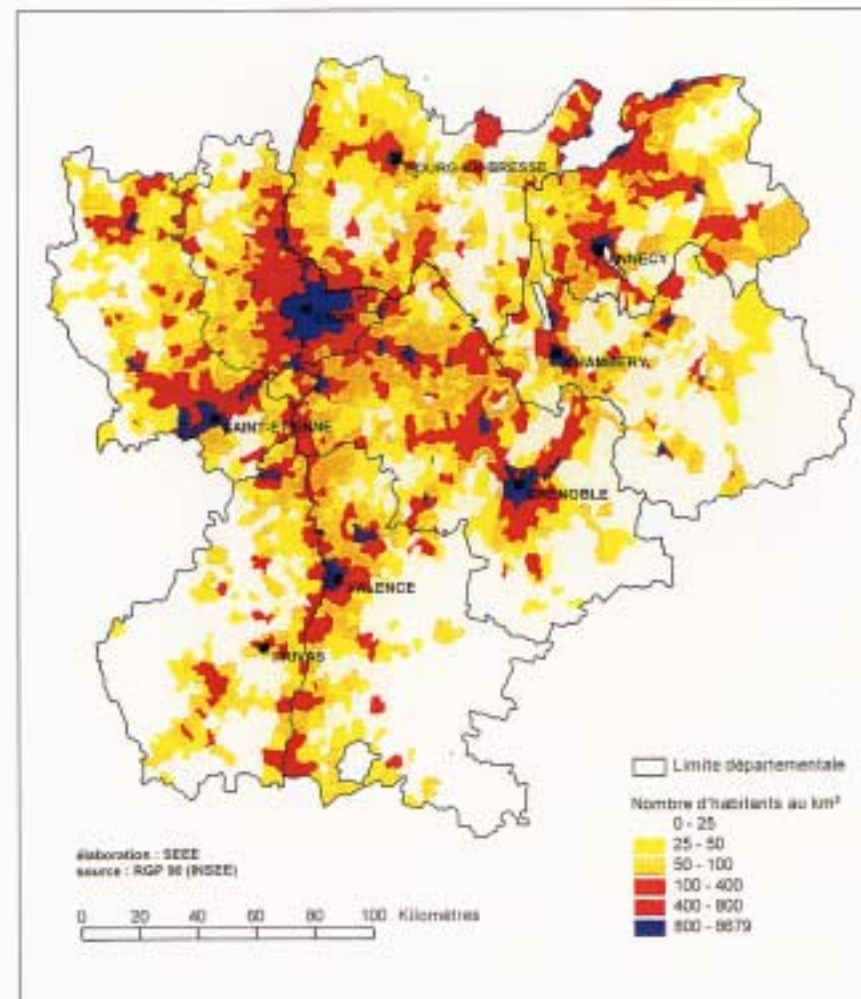 BOURG-EN-BRESSE
ANNECY
LYON
CHAMBERY
SAINT-ETIENNE
GRENOBLE
VALENCE
PRIVAS
Limite départementale
Nombre d'habitants au km²
0 - 25
25 - 50
50 - 100
100 - 400
400 - 800
800 - 8679
élaboration : SEEE
source : RGP 90 (INSEE)
0 20 40 60 80 100 Kilomètres